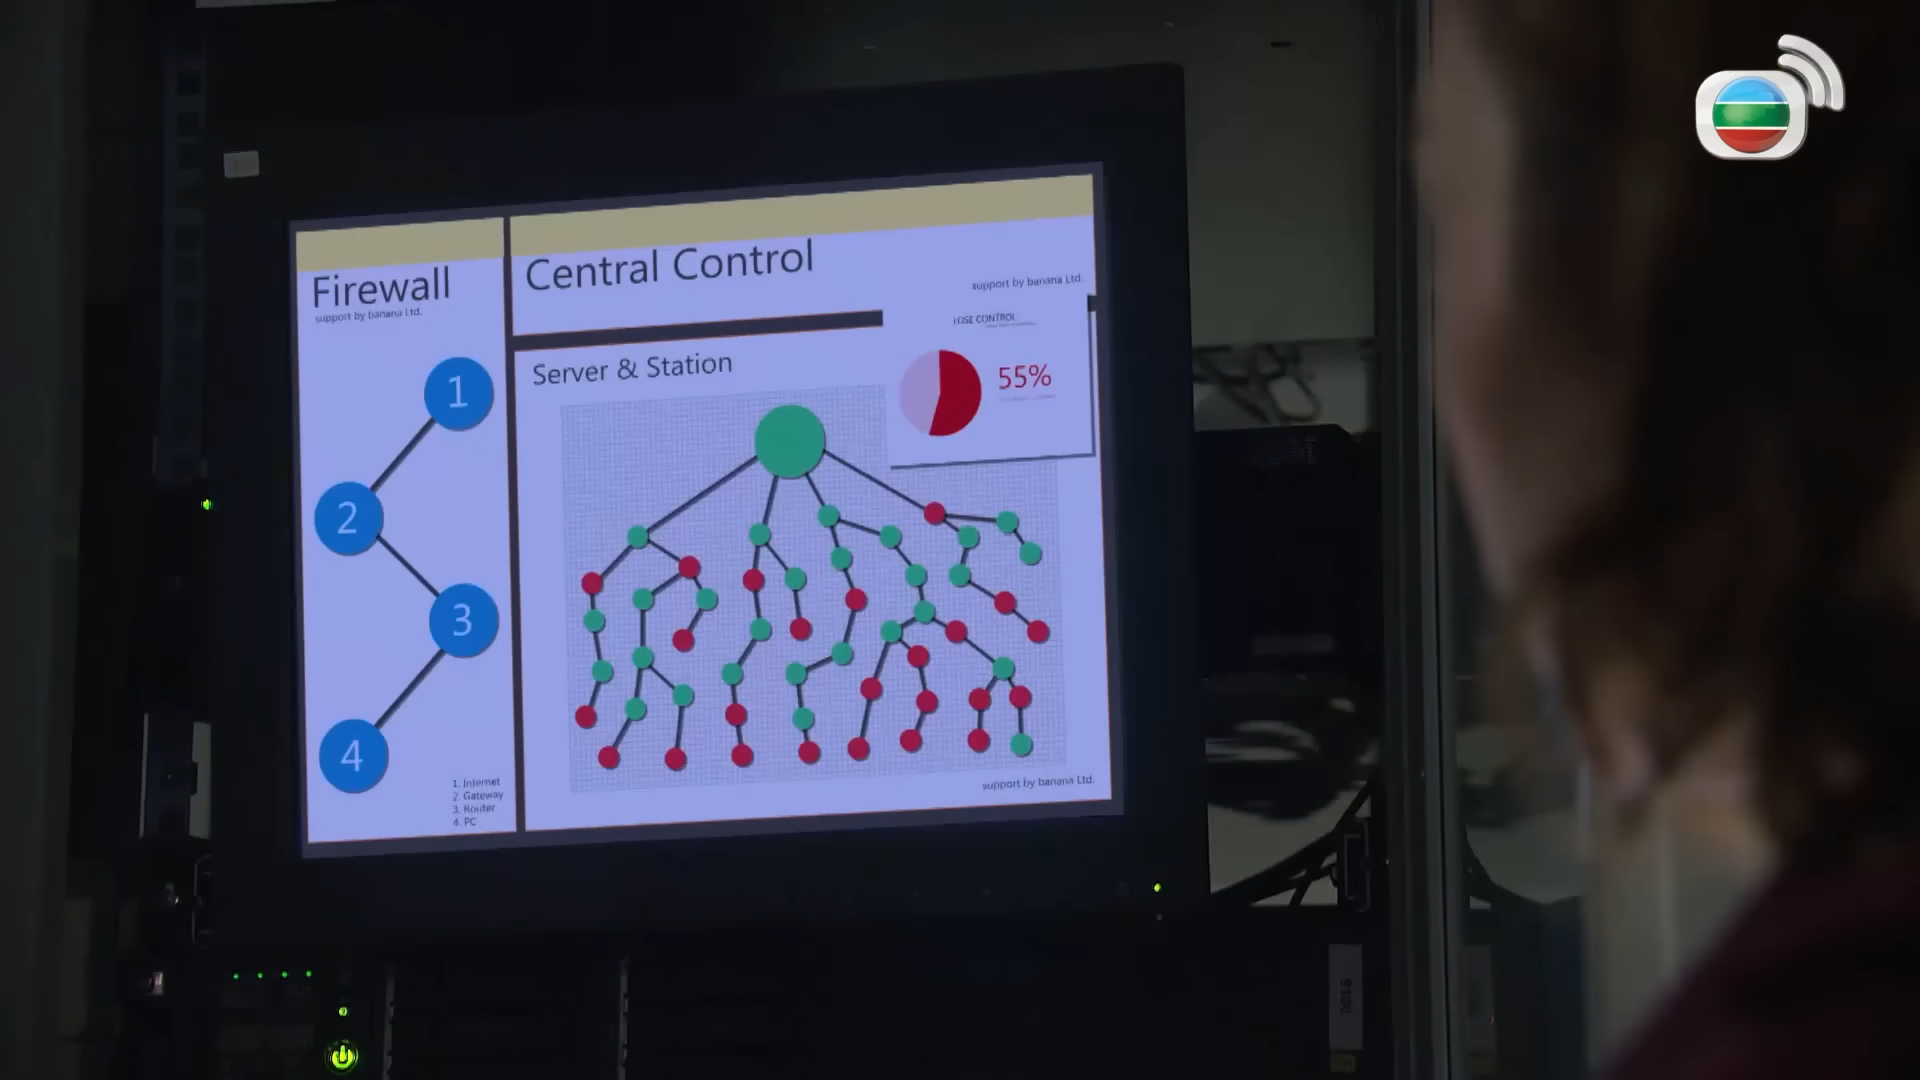 Firewall
support by banana Ltd.
1
2
3
4
1. Internet
2. Gateway
3. Router
4. PC
Central Control
support by banana Ltd.
LOSE CONTROL
55%
Server & Station
support by banana Ltd.